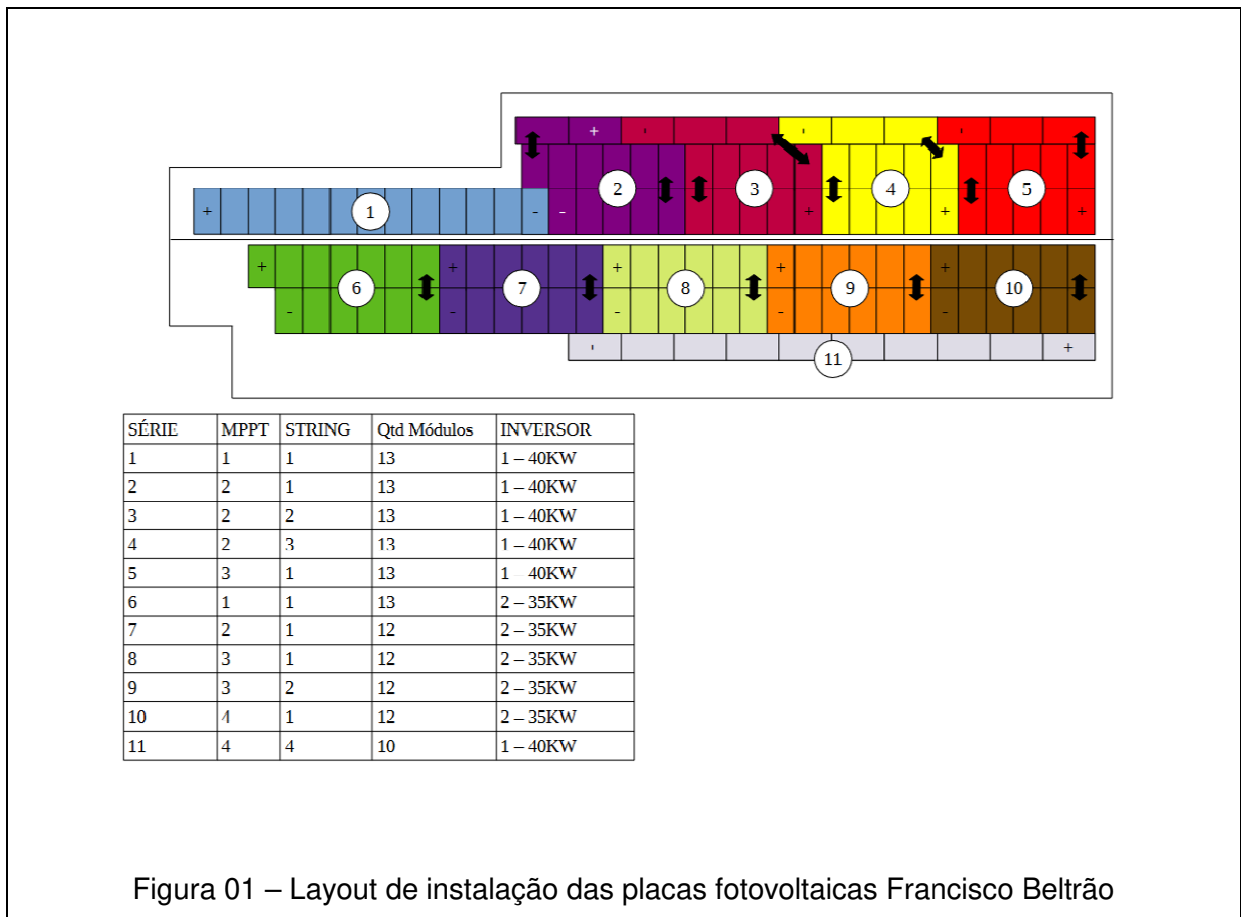 + - - -
2 3 4 5
+ 1 - - + + +
+ + + + +
6 7 8 9 10
- - - - -
- +
11
SÉRIE MPPT STRING Qtd Módulos INVERSOR
1 1 1 13 1 – 40KW
2 2 1 13 1 – 40KW
3 2 2 13 1 – 40KW
4 2 3 13 1 – 40KW
5 3 1 13 1 – 40KW
6 1 1 13 2 – 35KW
7 2 1 12 2 – 35KW
8 3 1 12 2 – 35KW
9 3 2 12 2 – 35KW
10 4 1 12 2 – 35KW
11 4 4 10 1 – 40KW
Figura 01 – Layout de instalação das placas fotovoltaicas Francisco Beltrão